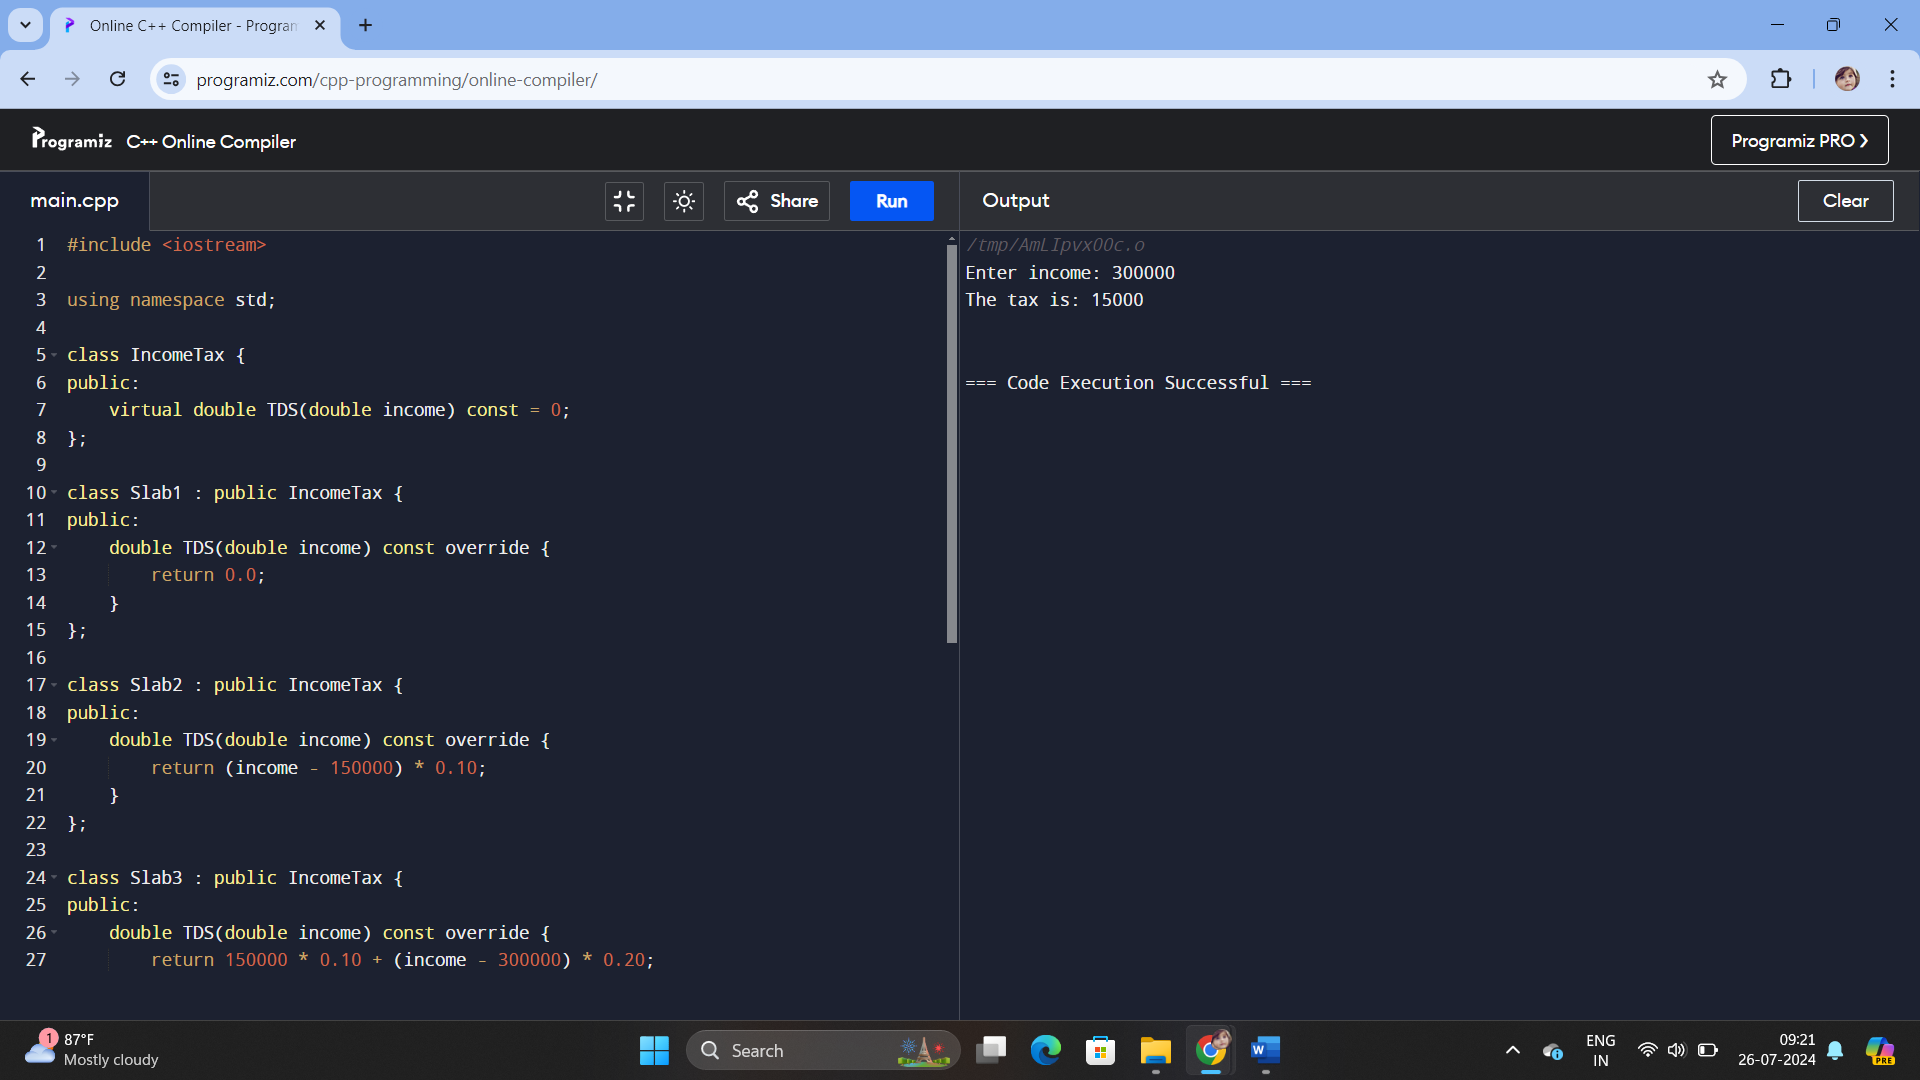 Online C++ Compiler - Program
programiz.com/cpp-programming/online-compiler/
Programiz C++ Online Compiler
Programiz PRO
main.cpp
Share
Run
Output
Clear
1 #include <iostream>
2
3 using namespace std;
4
5 class IncomeTax {
6 public:
7     virtual double TDS(double income) const = 0;
8 };
9
10 class Slab1 : public IncomeTax {
11 public:
12     double TDS(double income) const override {
13         return 0.0;
14     }
15 };
16
17 class Slab2 : public IncomeTax {
18 public:
19     double TDS(double income) const override {
20         return (income - 150000) * 0.10;
21     }
22 };
23
24 class Slab3 : public IncomeTax {
25 public:
26     double TDS(double income) const override {
27         return 150000 * 0.10 + (income - 300000) * 0.20;
/tmp/AmLIpvxOOc.o
Enter income: 300000
The tax is: 15000
=== Code Execution Successful ===
1
87°F
Mostly cloudy
Search
W
ENG
IN
09:21
26-07-2024
PRE